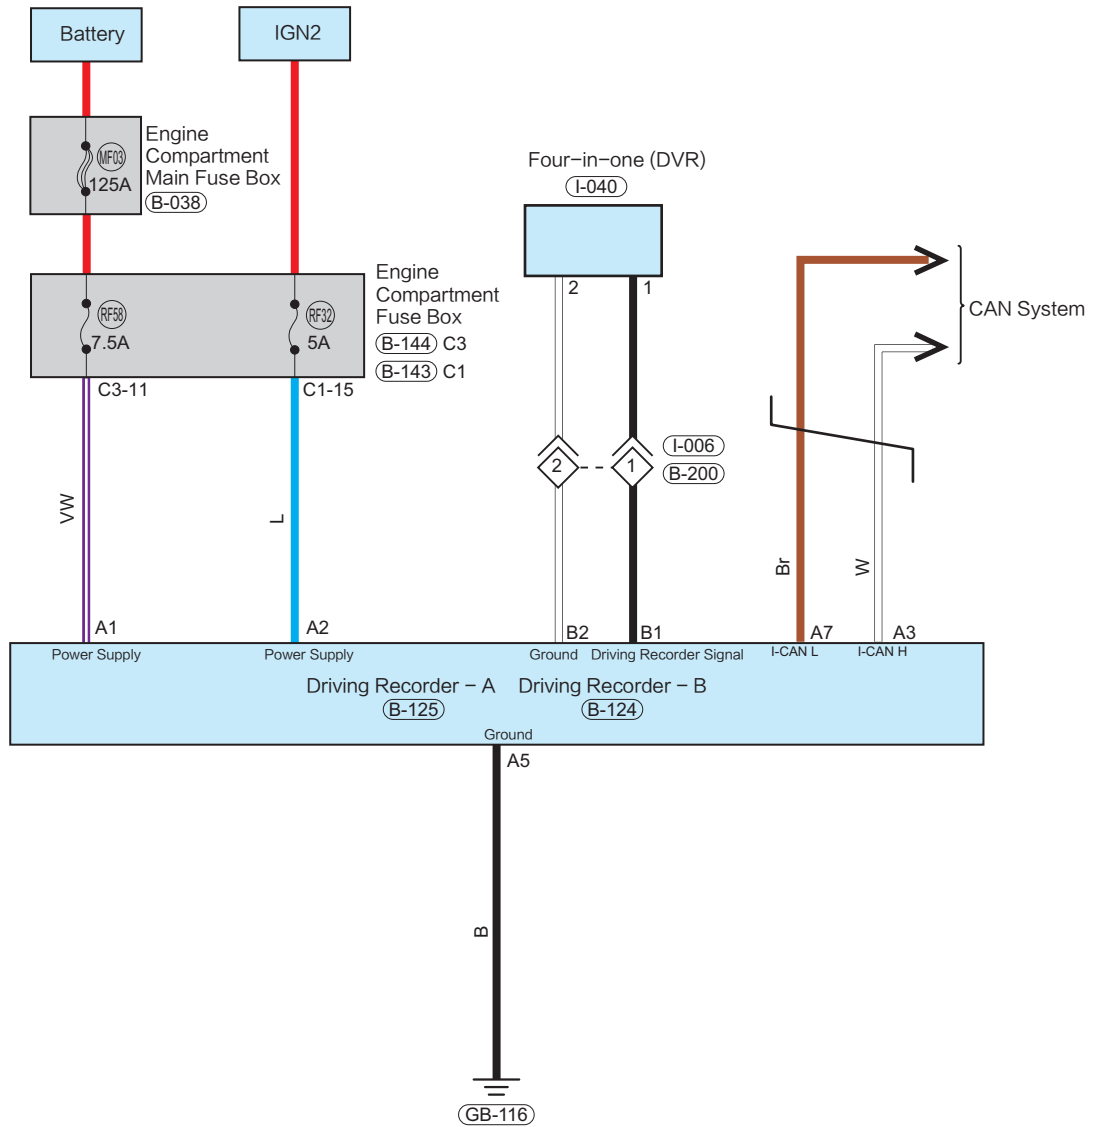 Battery
IGN2
MF03
125A
Engine
Compartment
Main Fuse Box
B-038
Four-in-one (DVR)
I-040
2
1
CAN System
RF58
7.5A
RF32
5A
Engine
Compartment
Fuse Box
B-144 C3
B-143 C1
C3-11
C1-15
2
1
I-006
B-200
VW
L
Br
W
A1
A2
B2
B1
A7
A3
Power Supply
Power Supply
Ground
Driving Recorder Signal
I-CAN L
I-CAN H
Driving Recorder - A
B-125
Driving Recorder - B
B-124
Ground
A5
B
GB-116